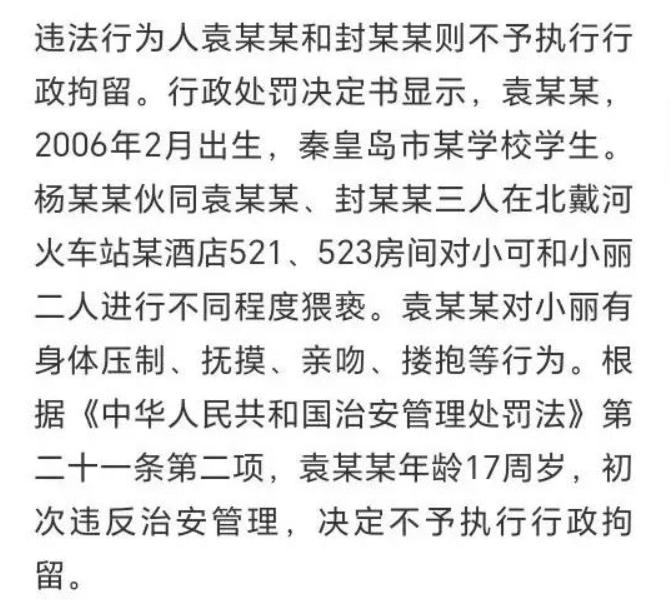 违法行为人袁某某和封某某则不予执行行
政拘留。行政处罚决定书显示，袁某某，
2006年2月出生，秦皇岛市某学校学生。
杨某某伙同袁某某、封某某三人在北戴河
火车站某酒店521、523房间对小可和小丽
二人进行不同程度猥亵。袁某某对小丽有
身体压制、抚摸、亲吻、搂抱等行为。根
据《中华人民共和国治安管理处罚法》第
二十一条第二项，袁某某年龄17周岁，初
次违反治安管理，决定不予执行行政拘
留。